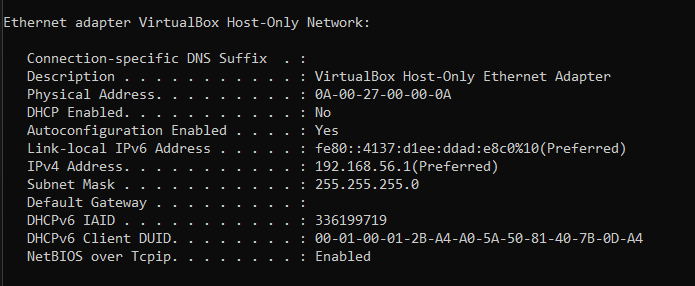 Ethernet adapter VirtualBox Host-Only Network:
Connection-specific DNS Suffix  . :
Description . . . . . . . . . . . : VirtualBox Host-Only Ethernet Adapter
Physical Address. . . . . . . . . : 0A-00-27-00-00-0A
DHCP Enabled. . . . . . . . . . . : No
Autoconfiguration Enabled . . . . : Yes
Link-local IPv6 Address . . . . . : fe80::4137:d1ee:ddad:e8c0%10(Preferred)
IPv4 Address. . . . . . . . . . . : 192.168.56.1(Preferred)
Subnet Mask . . . . . . . . . . . : 255.255.255.0
Default Gateway . . . . . . . . . :
DHCPv6 IAID . . . . . . . . . . . : 336199719
DHCPv6 Client DUID. . . . . . . . : 00-01-00-01-2B-A4-A0-5A-50-81-40-7B-0D-A4
NetBIOS over Tcpip. . . . . . . . : Enabled